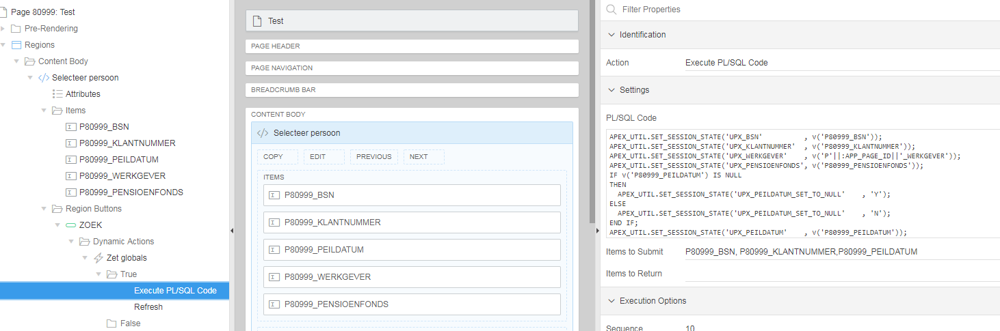 Page 80999: Test
Pre-Rendering
Regions
Content Body
Selecteer persoon
Attributes
Items
P80999_BSN
P80999_KLANTNUMMER
P80999_PEILDATUM
P80999_WERKGEVER
P80999_PENSIOENFONDS
Region Buttons
ZOEK
Dynamic Actions
Zet globals
True
Execute PL/SQL Code
Refresh
False
Test
PAGE HEADER
PAGE NAVIGATION
BREADCRUMB BAR
CONTENT BODY
Selecteer persoon
COPY EDIT PREVIOUS NEXT
ITEMS
P80999_BSN
P80999_KLANTNUMMER
P80999_PEILDATUM
P80999_WERKGEVER
P80999_PENSIOENFONDS
Filter Properties
Identification
Action Execute PL/SQL Code
Settings
PL/SQL Code
APEX_UTIL.SET_SESSION_STATE('UPX_BSN'         , v('P80999_BSN'));
APEX_UTIL.SET_SESSION_STATE('UPX_KLANTNUMMER' , v('P80999_KLANTNUMMER'));
APEX_UTIL.SET_SESSION_STATE('UPX_WERKGEVER'   , v('P'||:APP_PAGE_ID||'_WERKGEVER'));
APEX_UTIL.SET_SESSION_STATE('UPX_PENSIOENFONDS', v('P80999_PENSIOENFONDS'));
IF v('P80999_PEILDATUM') IS NULL
THEN
  APEX_UTIL.SET_SESSION_STATE('UPX_PEILDATUM_SET_TO_NULL'    , 'Y');
ELSE
  APEX_UTIL.SET_SESSION_STATE('UPX_PEILDATUM_SET_TO_NULL'    , 'N');
END IF;
APEX_UTIL.SET_SESSION_STATE('UPX_PEILDATUM'   , v('P80999_PEILDATUM'));
Items to Submit P80999_BSN, P80999_KLANTNUMMER,P80999_PEILDATUM
Items to Return
Execution Options
Sequence 10